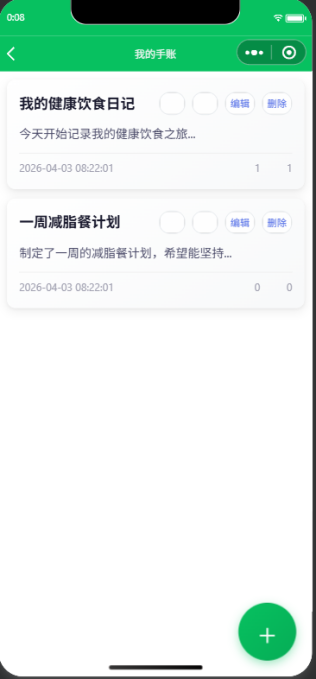 0:08
我的手账
我的健康饮食日记 编辑 删除
今天开始记录我的健康饮食之旅...
2026-04-03 08:22:01 1 1
一周减脂餐计划 编辑 删除
制定了一周的减脂餐计划，希望能坚持...
2026-04-03 08:22:01 0 0
+